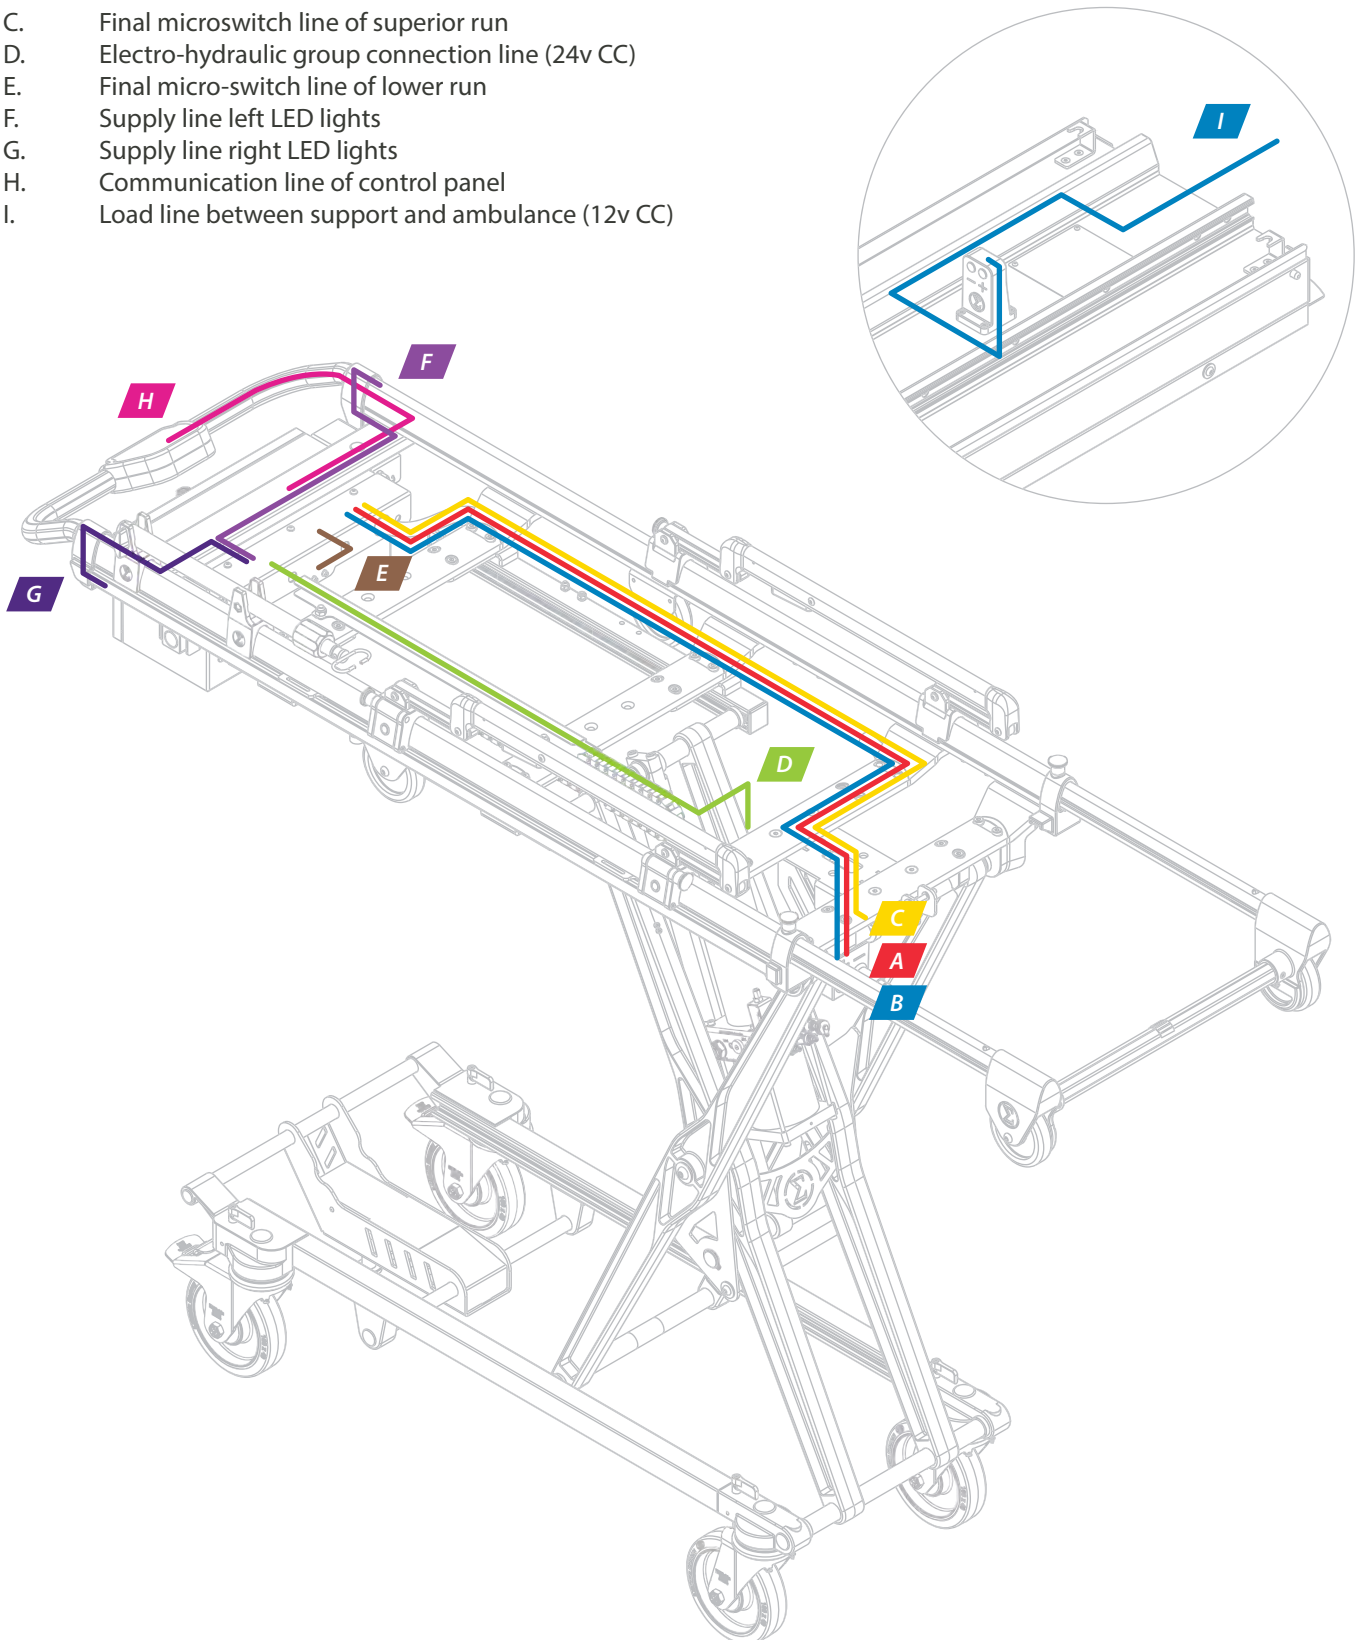 C. Final microswitch line of superior run
D. Electro-hydraulic group connection line (24v CC)
E. Final micro-switch line of lower run
F. Supply line left LED lights
G. Supply line right LED lights
H. Communication line of control panel
I. Load line between support and ambulance (12v CC)
I
- +
F
H
E
G
D
C
A
B